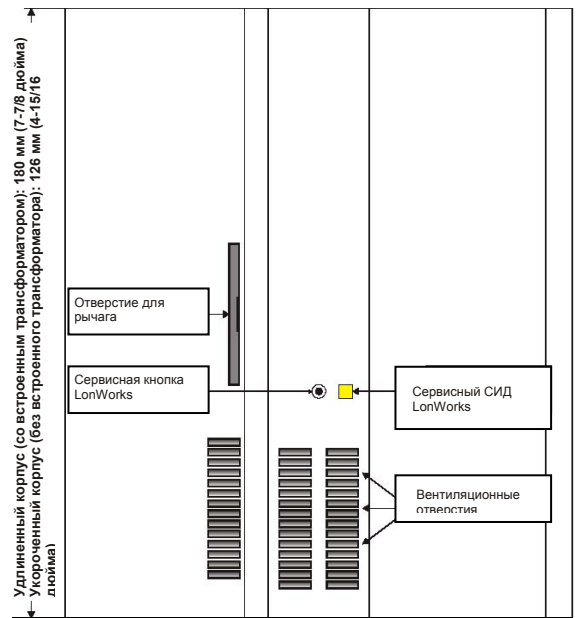 Удлиненный корпус (со встроенным трансформатором): 180 мм (7-7/8 дюйма)
Укороченный корпус (без встроенного трансформатора): 126 мм (4-15/16
дюйма)
Отверстие для
рычага
Сервисная кнопка
LonWorks
Сервисный СИД
LonWorks
Вентиляционные
отверстия